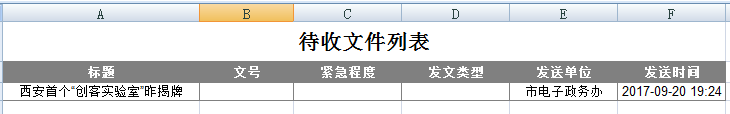 A B C D E F
待收文件列表
标题 文号 紧急程度 发文类型 发送单位 发送时间
西安首个“创客实验室”昨揭牌 市电子政务办 2017-09-20 19:24